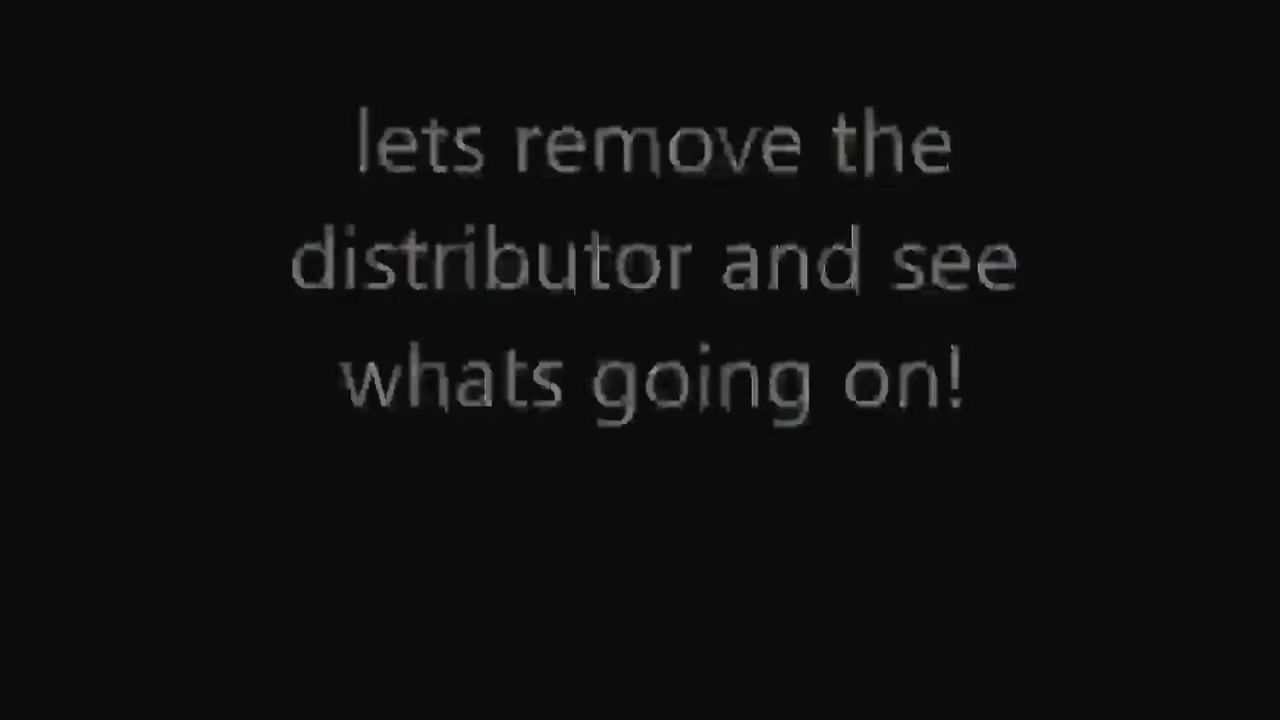 lets remove the
distributor and see
whats going on!